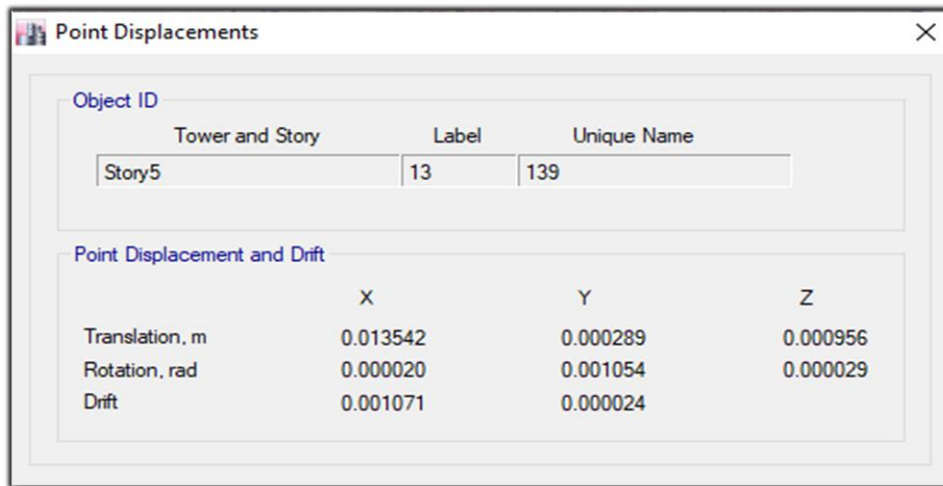 Point Displacements
Object ID
Tower and Story Label Unique Name
Story5 13 139
Point Displacement and Drift
X Y Z
Translation, m 0.013542 0.000289 0.000956
Rotation, rad 0.000020 0.001054 0.000029
Drift 0.001071 0.000024